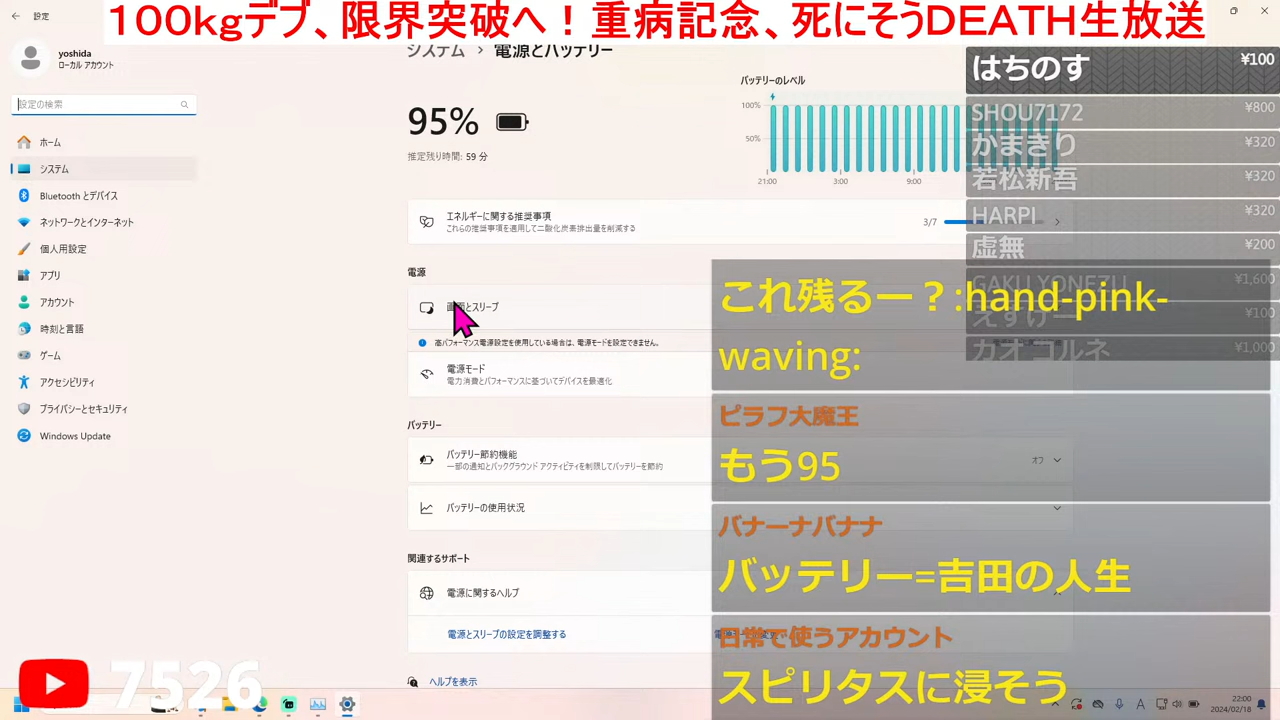 設定
100kgデブ、限界突破へ！重病記念、死にそうDEATH生放送
yoshida
ローカル アカウント
設定の検索
ホーム
システム
Bluetooth とデバイス
ネットワークとインターネット
個人用設定
アプリ
アカウント
時刻と言語
ゲーム
アクセシビリティ
プライバシーとセキュリティ
Windows Update
システム › 電源とバッテリー
95%
推定残り時間: 59 分
バッテリーのレベル
100%
50%
21:00 3:00 9:00
エネルギーに関する推奨事項
これらの推奨事項を適用して二酸化炭素排出量を削減する
3/7
電源
画面とスリープ
高パフォーマンス電源設定を使用している場合は、電源モードを設定できません。
電源モード
電力消費とパフォーマンスに基づいてデバイスを最適化
バッテリー
バッテリー節約機能
一部の通知とバックグラウンド アクティビティを制限してバッテリーを節約
オフ
バッテリーの使用状況
関連するサポート
電源に関するヘルプ
電源とスリープの設定を調整する
ヘルプを表示
はちのす ¥100
SHOU7172 ¥800
かまきり ¥320
若松新吾 ¥320
HARPI ¥320
虚無 ¥200
GAKU YONEZU ¥1,600
えすけー ¥100
カオ コルネ ¥1,000
これ残るー？:hand-pink-
waving:
ピラフ大魔王
もう95
バナーナバナナ
バッテリー=吉田の人生
日常で使うアカウント
スピリタスに浸そう
7526
A
22:00
2024/02/18